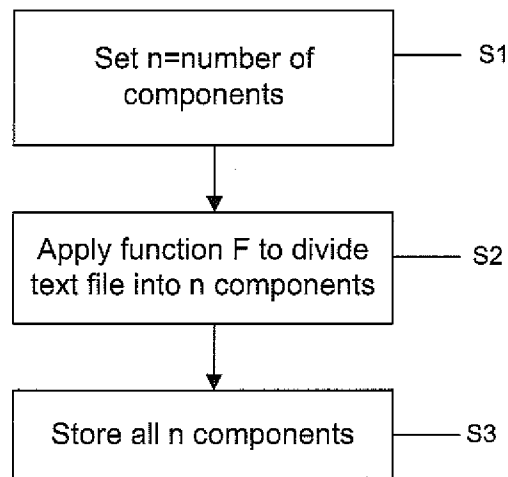 Set n=number of
components
S1
Apply function F to divide
text file into n components
S2
Store all n components
S3